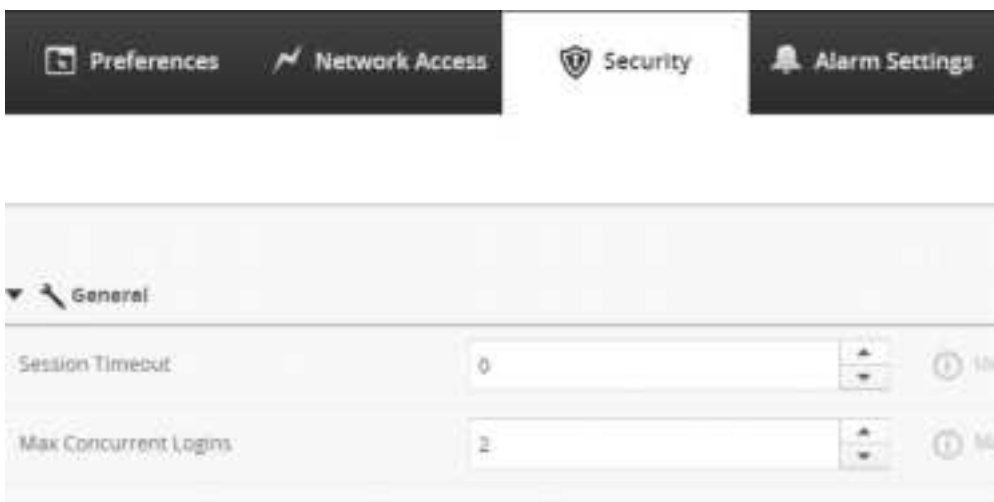 Preferences Network Access Security Alarm Settings
General
Session Timeout 0
Max Concurrent Logins 2